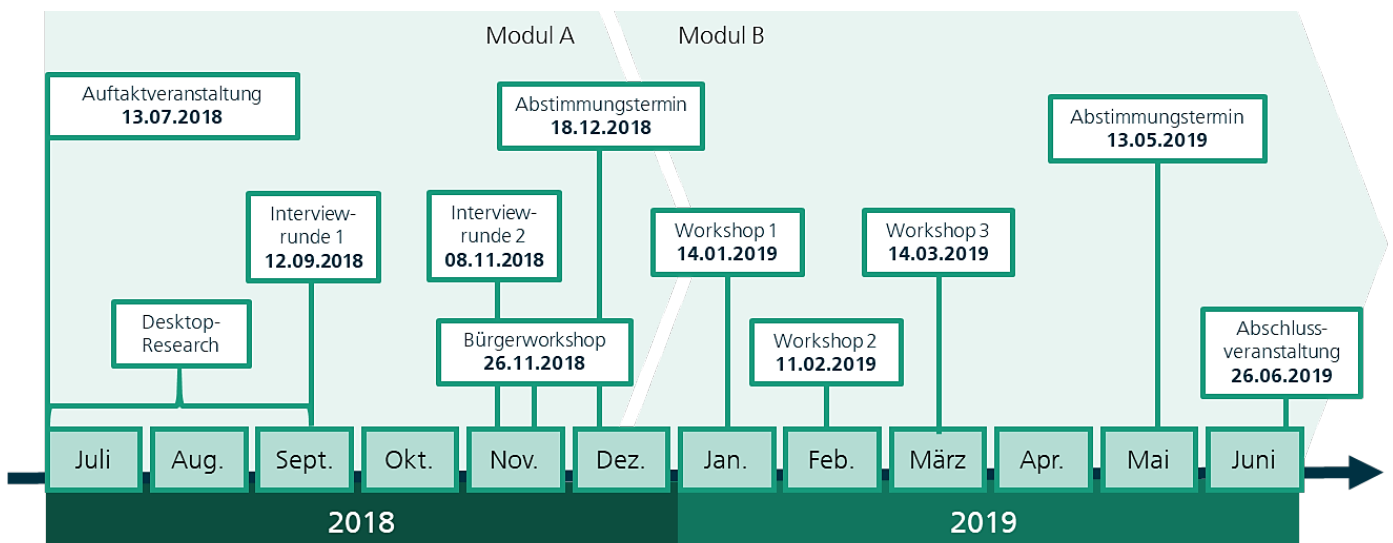 Modul A
Modul B
Auftaktveranstaltung
13.07.2018
Abstimmungstermin
18.12.2018
Abstimmungstermin
13.05.2019
Interview-
runde 1
12.09.2018
Interview-
runde 2
08.11.2018
Workshop 1
14.01.2019
Workshop 3
14.03.2019
Desktop-
Research
Bürgerworkshop
26.11.2018
Workshop 2
11.02.2019
Abschluss-
veranstaltung
26.06.2019
Juli
Aug.
Sept.
Okt.
Nov.
Dez.
Jan.
Feb.
März
Apr.
Mai
Juni
2018
2019